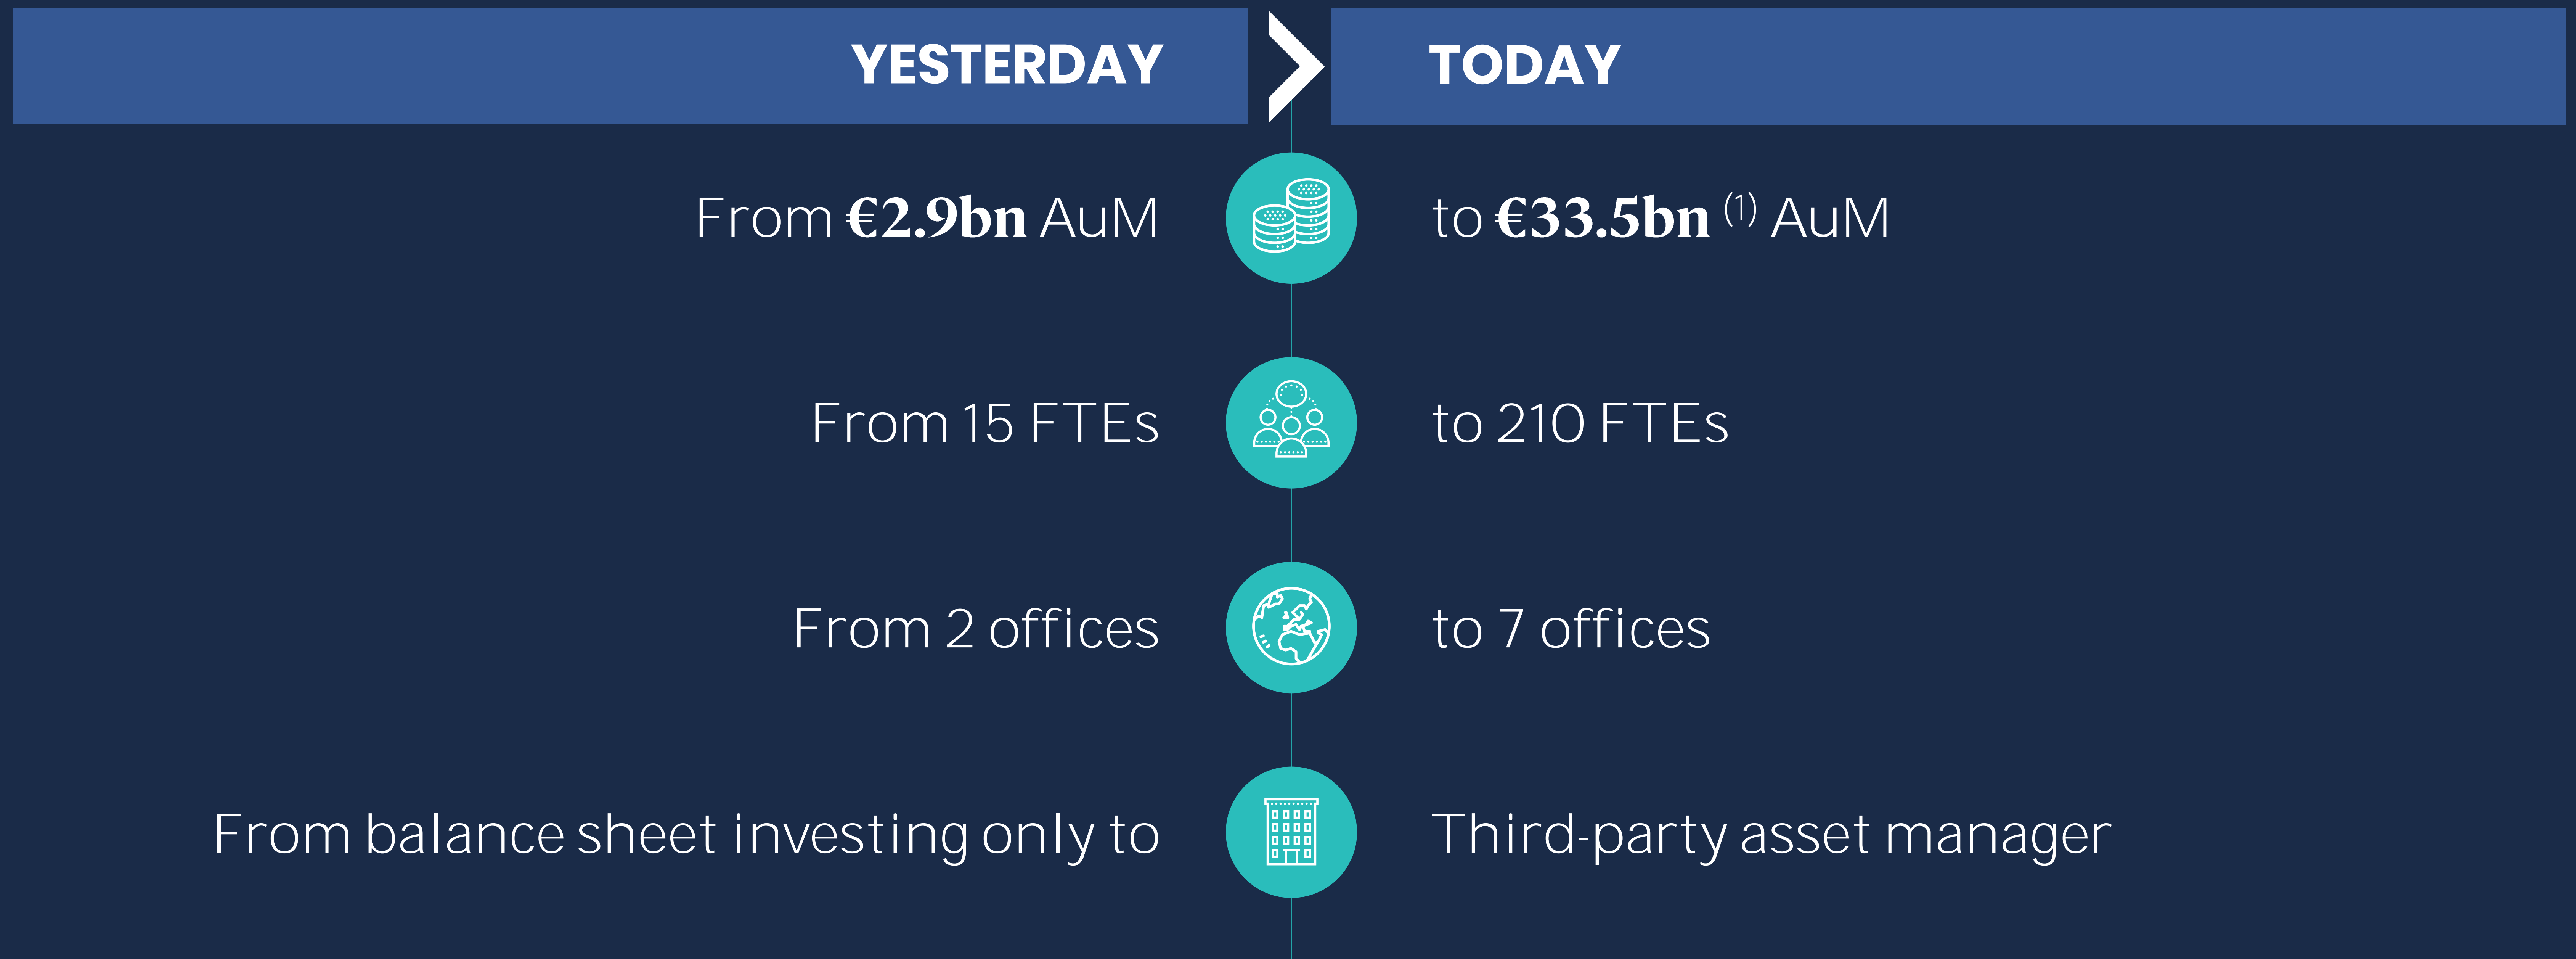 YESTERDAY
TODAY
From €2.9bn AuM
to €33.5bn (1) AuM
From 15 FTEs
to 210 FTEs
From 2 offices
to 7 offices
From balance sheet investing only to
Third-party asset manager